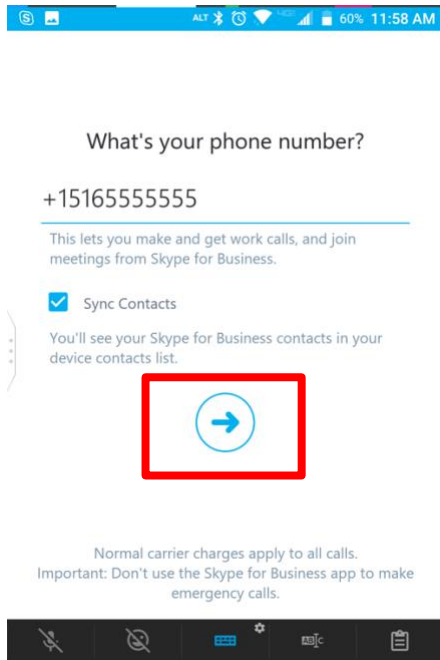 ALT 60% 11:58 AM
What's your phone number?
+15165555555
This lets you make and get work calls, and join
meetings from Skype for Business.
Sync Contacts
You'll see your Skype for Business contacts in your
device contacts list.
Normal carrier charges apply to all calls.
Important: Don't use the Skype for Business app to make
emergency calls.